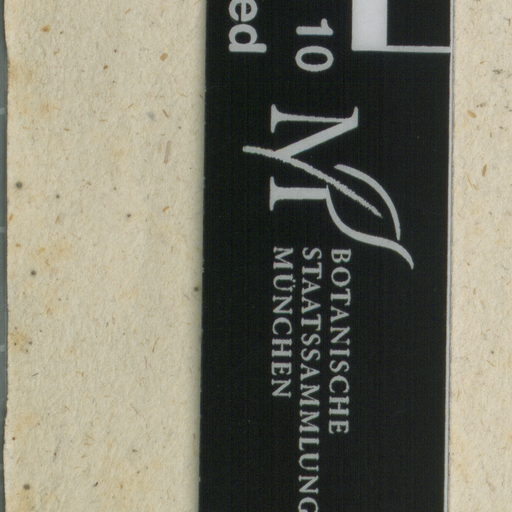 10
ed
BOTANISCHE
STAATSSAMMLUNG
MÜNCHEN